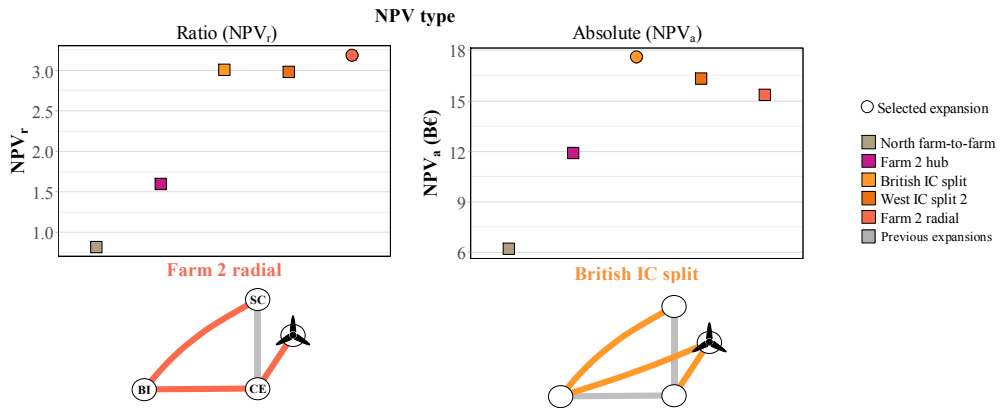 NPV type
Ratio (NPVr)
Absolute (NPVa)
NPVr
3.0
2.5
2.0
1.5
1.0
NPVa (B€)
18
15
12
9
6
Selected expansion
North farm-to-farm
Farm 2 hub
British IC split
West IC split 2
Farm 2 radial
Previous expansions
Farm 2 radial
British IC split
SC
BI
CE